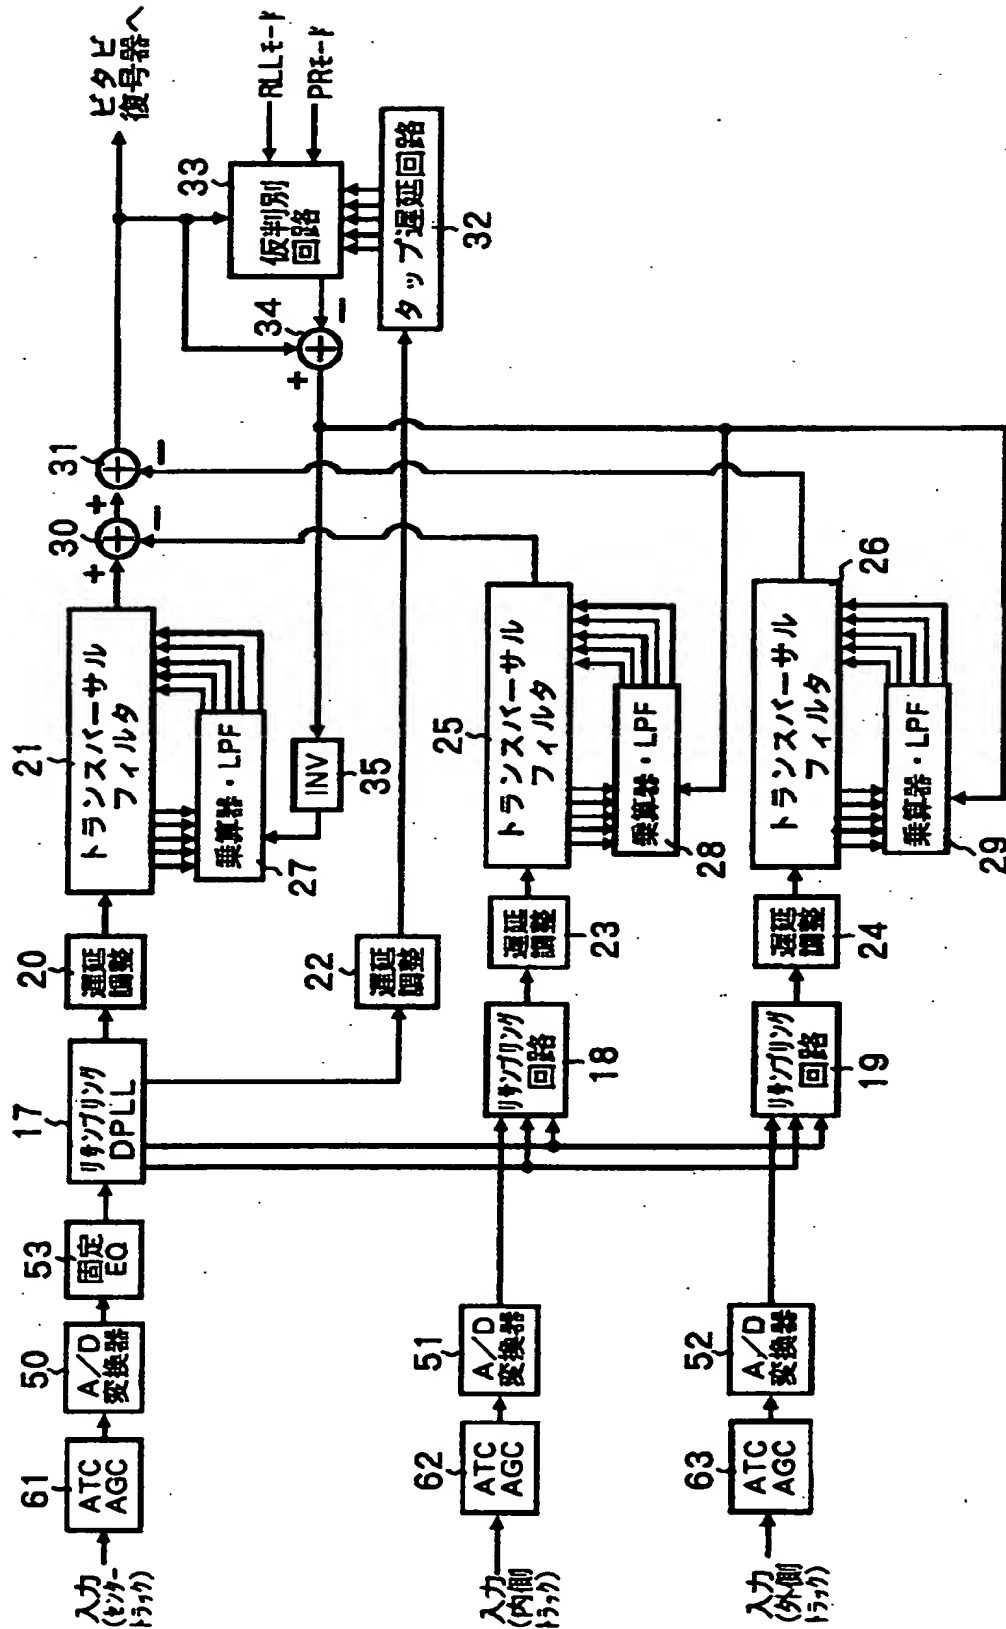 入力
(センター
トラック)
61
ATC
AGC
50
A/D
変換器
53
固定
EQ
17
リサンプリング
DPLL
20
遅延
調整
21
トランスバーサル
フィルタ
乗算器・LPF
27
+
30
-
+
31
-
ビタビ
復号器へ
33
仮判別
回路
RLLモード
PRモード
34
-
+
タップ遅延回路
32
INV
35
22
遅延
調整
入力
(内側
トラック)
62
ATC
AGC
51
A/D
変換器
リサンプリング
回路
18
遅延
調整
23
25
トランスバーサル
フィルタ
乗算器・LPF
28
入力
(外側
トラック)
63
ATC
AGC
52
A/D
変換器
リサンプリング
回路
19
遅延
調整
24
トランスバーサル
フィルタ
26
乗算器・LPF
29